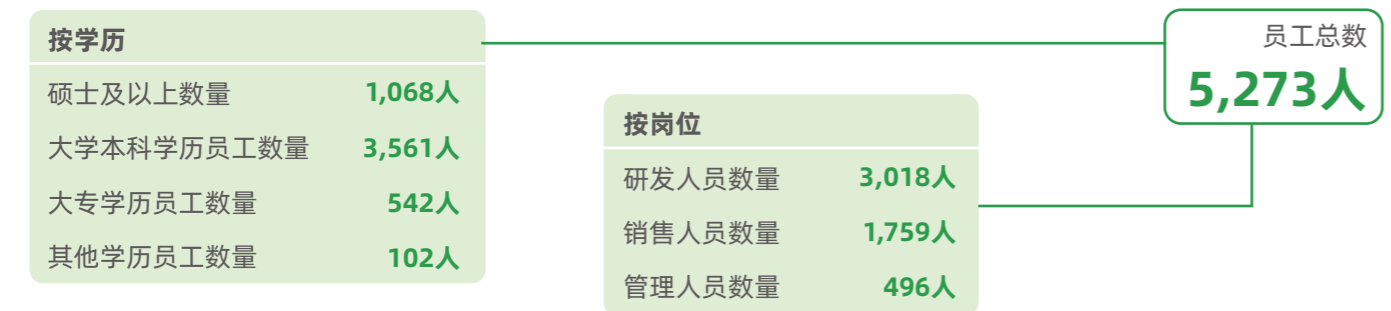 按学历
硕士及以上数量 1,068人
大学本科学历员工数量 3,561人
大专学历员工数量 542人
其他学历员工数量 102人
按岗位
研发人员数量 3,018人
销售人员数量 1,759人
管理人员数量 496人
员工总数
5,273人